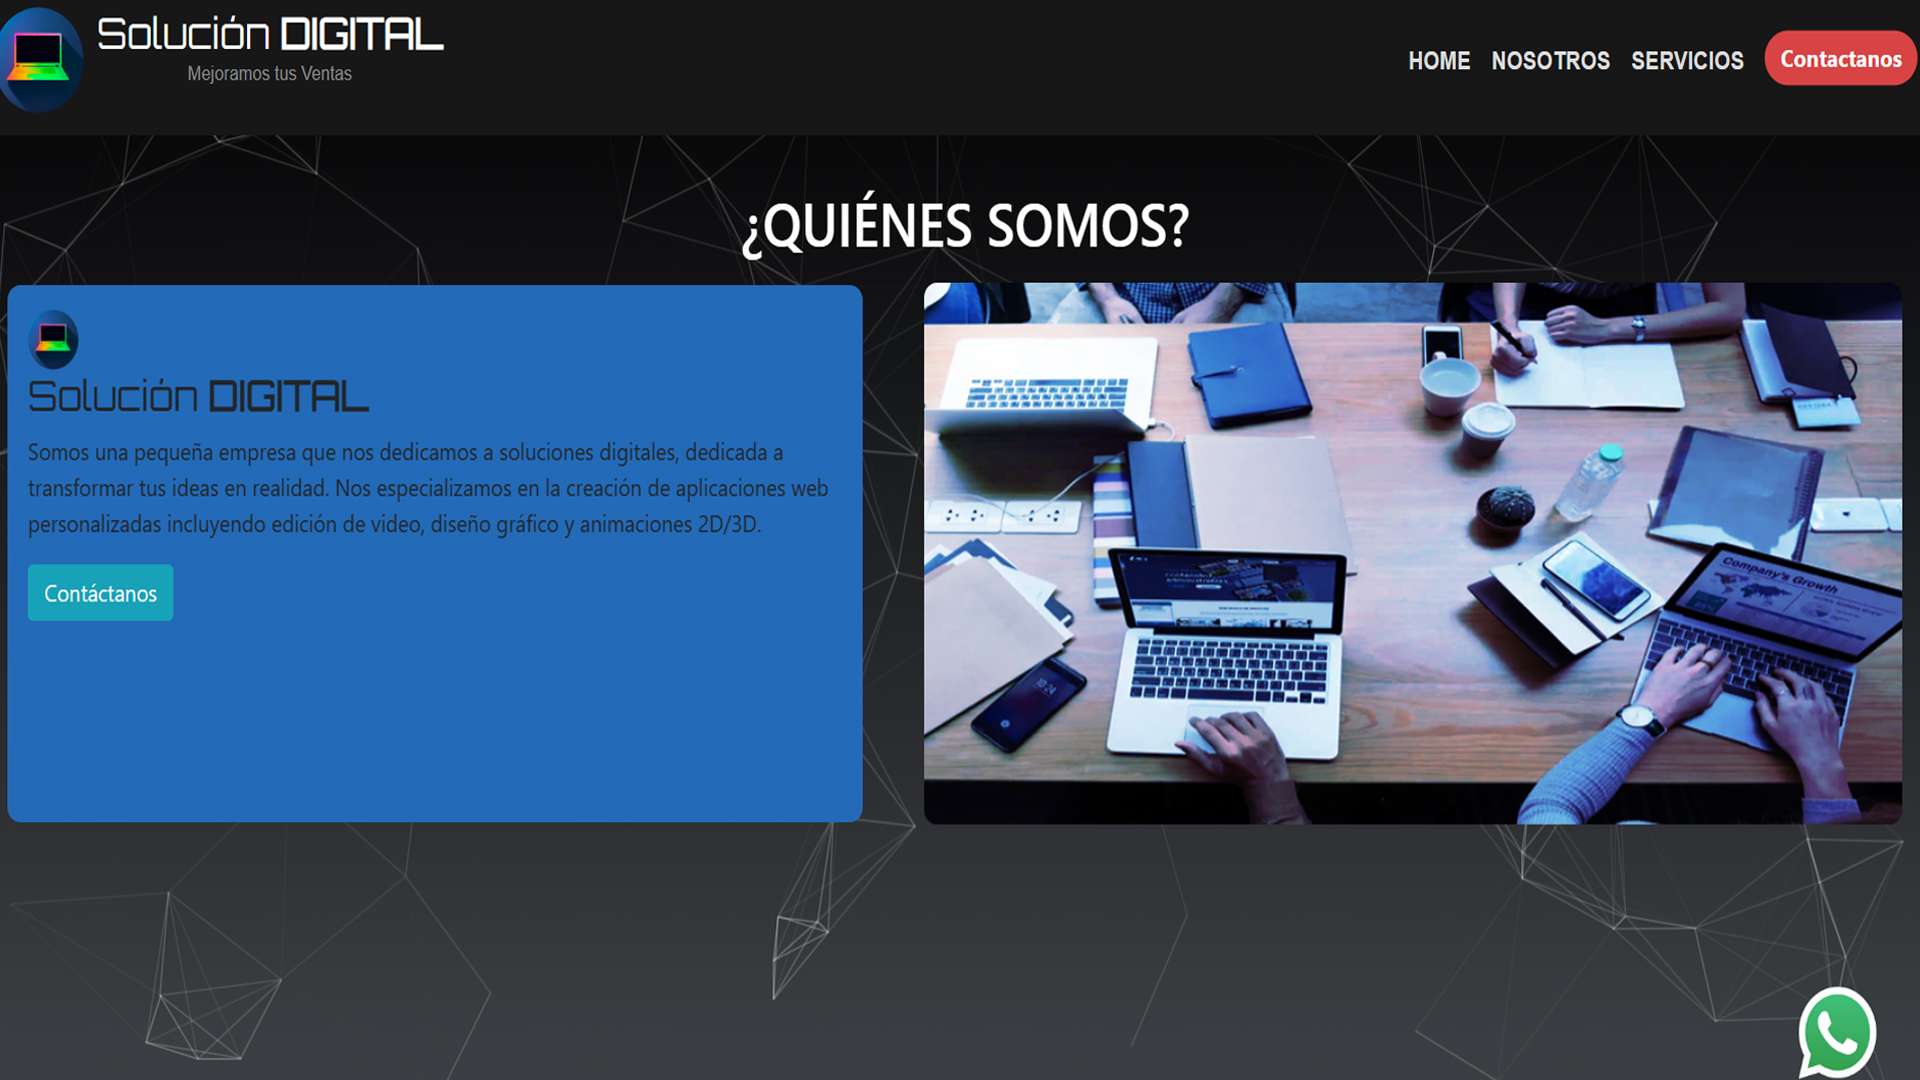 Solución DIGITAL
Mejoramos tus Ventas
HOME NOSOTROS SERVICIOS Contactanos
¿QUIÉNES SOMOS?
Solución DIGITAL
Somos una pequeña empresa que nos dedicamos a soluciones digitales, dedicada a
transformar tus ideas en realidad. Nos especializamos en la creación de aplicaciones web
personalizadas incluyendo edición de video, diseño gráfico y animaciones 2D/3D.
Contáctanos
Company's Growth
10:24